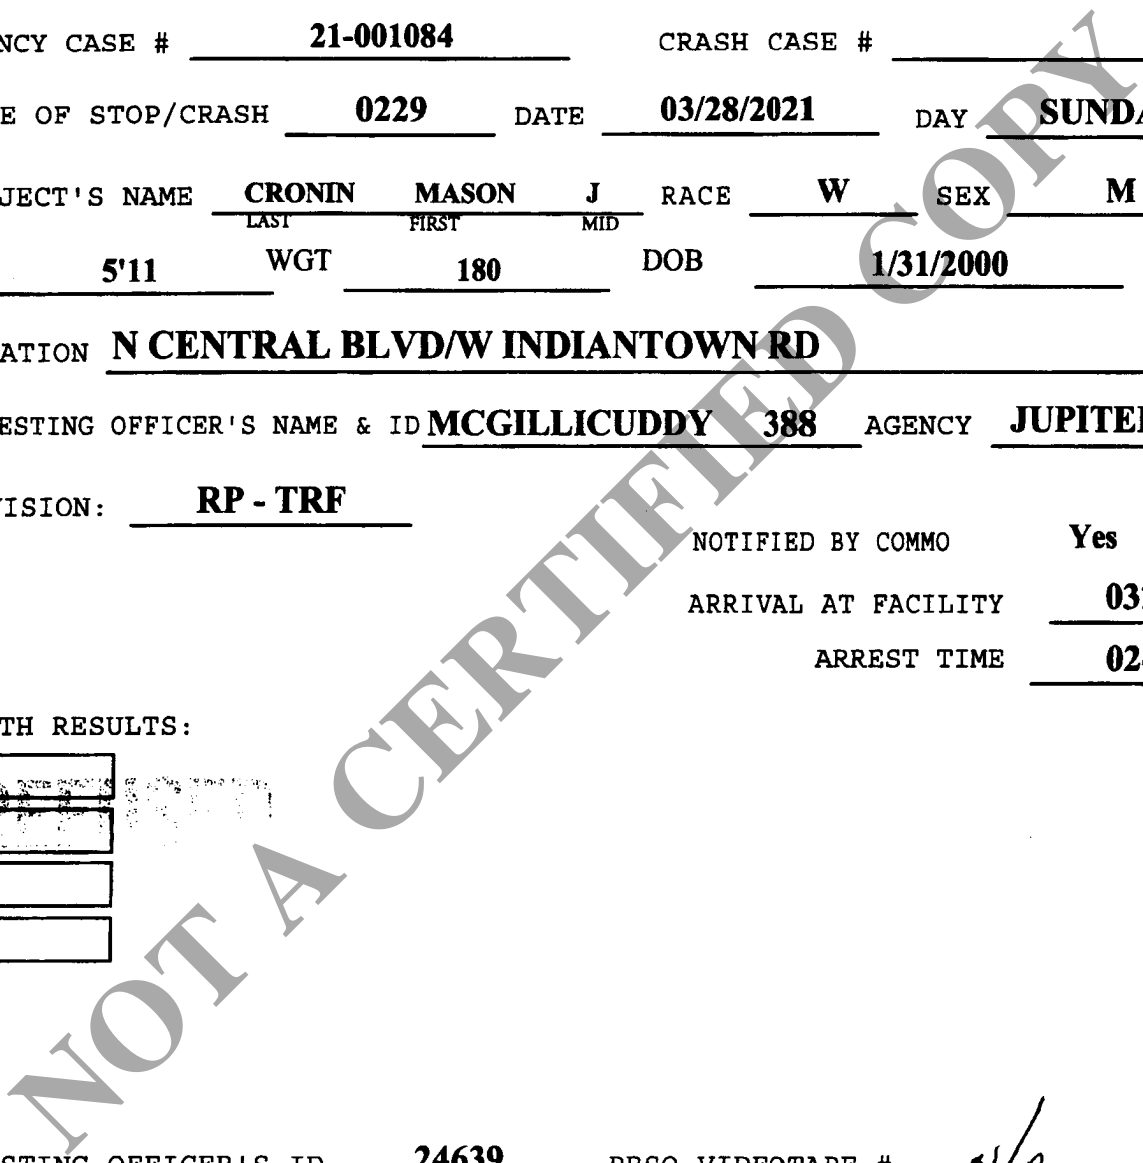 NCY CASE # 21-001084 CRASH CASE #
E OF STOP/CRASH 0229 DATE 03/28/2021 DAY SUNDA
JECT'S NAME CRONIN MASON J RACE W SEX M
LAST FIRST MID
5'11 WGT 180 DOB 1/31/2000
ATION N CENTRAL BLVD/W INDIANTOWN RD
ESTING OFFICER'S NAME & ID MCGILLICUDDY 388 AGENCY JUPITE
ISION: RP - TRF
NOTIFIED BY COMMO Yes
ARRIVAL AT FACILITY 03
ARREST TIME 02
TH RESULTS:
STING OFFICER'S ID 24639 PBSO VIDEOTAPE #
NOT A CERTIFIED COPY